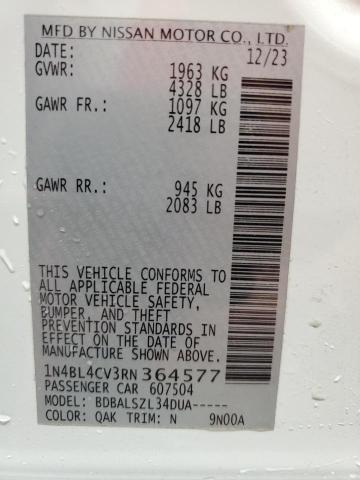 MFD BY NISSAN MOTOR CO., LTD.
DATE: 12/23
GVWR: 1963 KG
4328 LB
GAWR FR.: 1097 KG
2418 LB
GAWR RR.: 945 KG
2083 LB
THIS VEHICLE CONFORMS TO
ALL APPLICABLE FEDERAL
MOTOR VEHICLE SAFETY,
BUMPER, AND THEFT
PREVENTION STANDARDS IN
EFFECT ON THE DATE OF
MANUFACTURE SHOWN ABOVE.
1N4BL4CV3RN364577
PASSENGER CAR 607504
MODEL: BDBALSZL34DUA-----
COLOR: QAK TRIM: N 9N00A